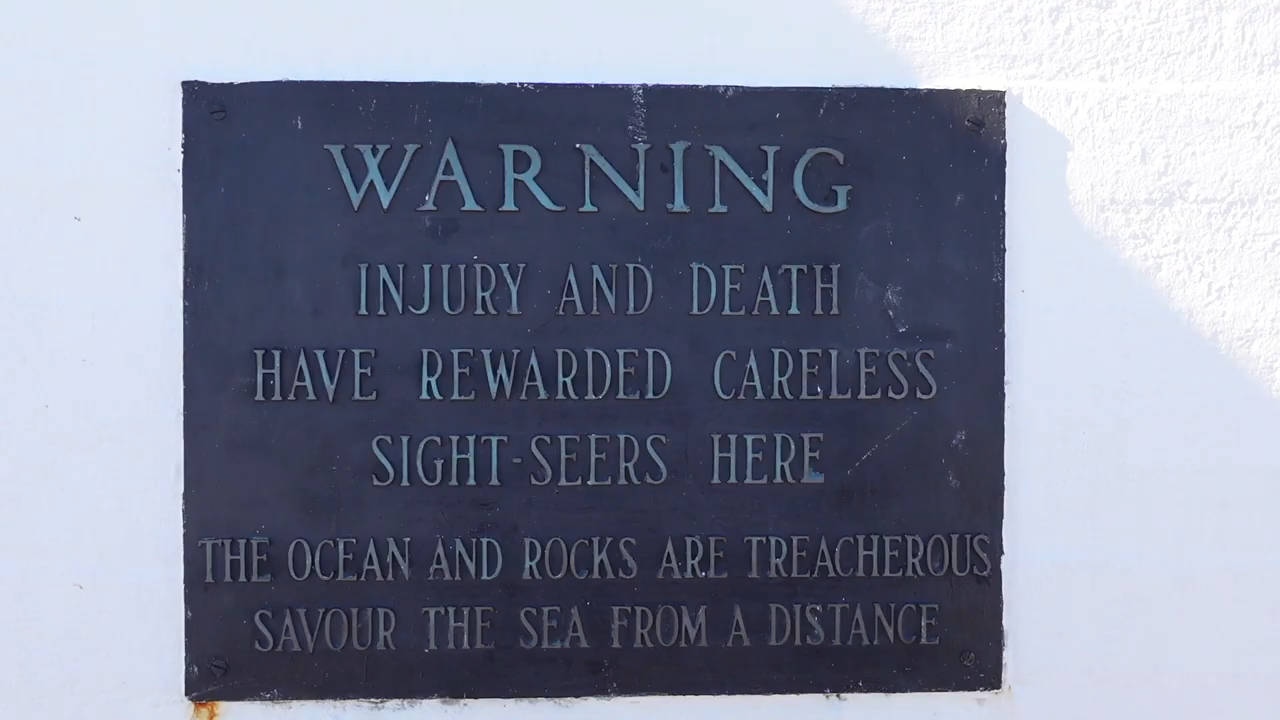 WARNING
INJURY AND DEATH
HAVE REWARDED CARELESS
SIGHT-SEERS HERE
THE OCEAN AND ROCKS ARE TREACHEROUS
SAVOUR THE SEA FROM A DISTANCE